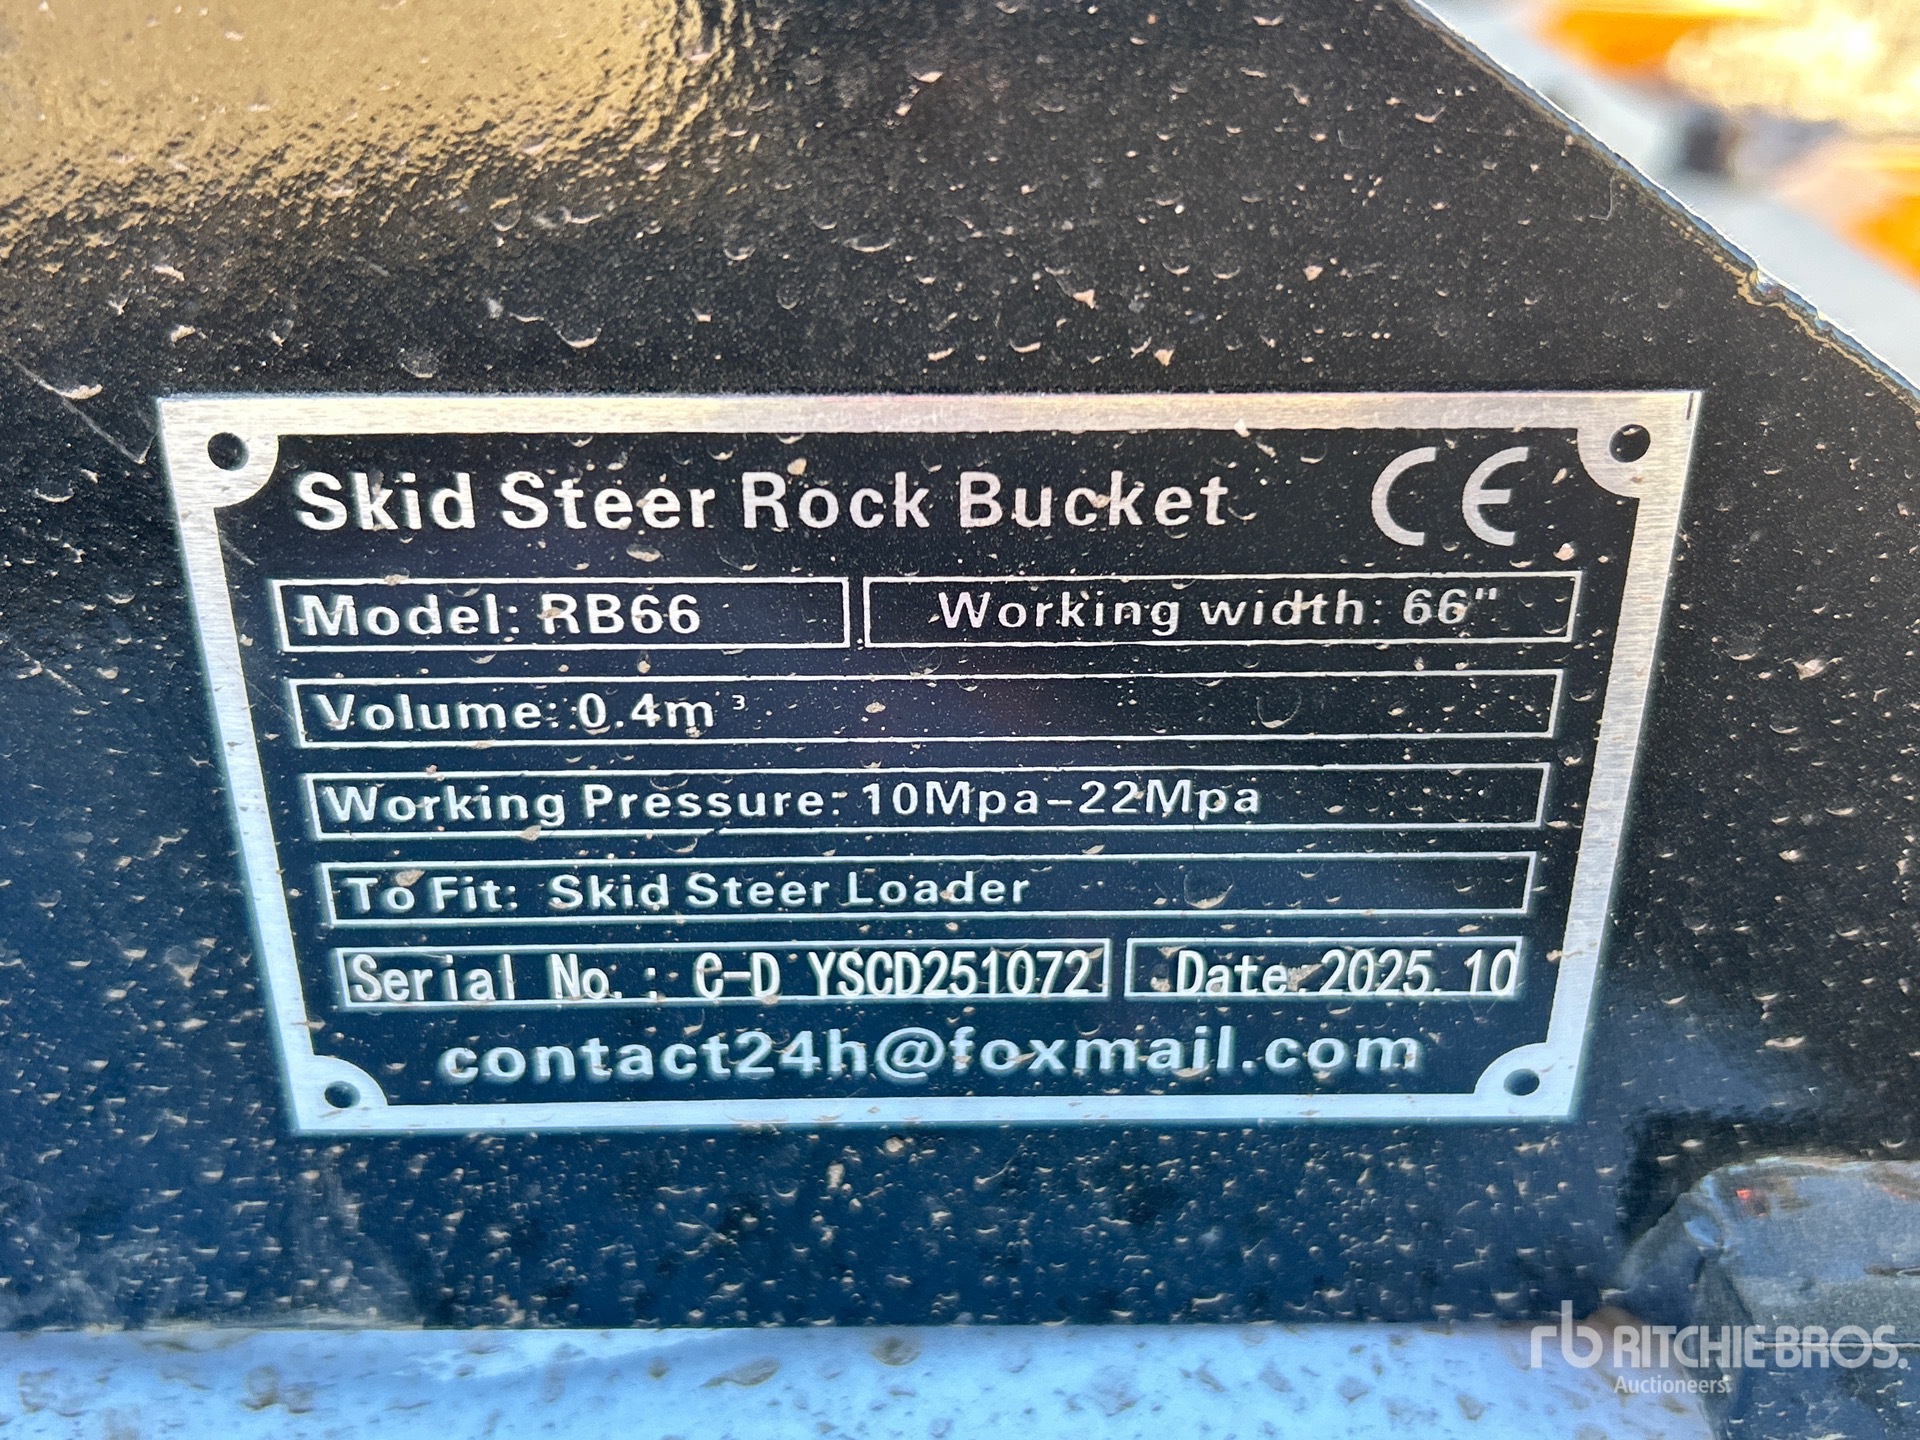 Skid Steer Rock Bucket CE
Model: RB66 Working width: 66"
Volume: 0.4m³
Working Pressure: 10Mpa-22Mpa
To Fit: Skid Steer Loader
Serial No.: C-D YSCD251072 Date:2025.10
contact24h@foxmail.com
rb RITCHIE BROS.
Auctioneers